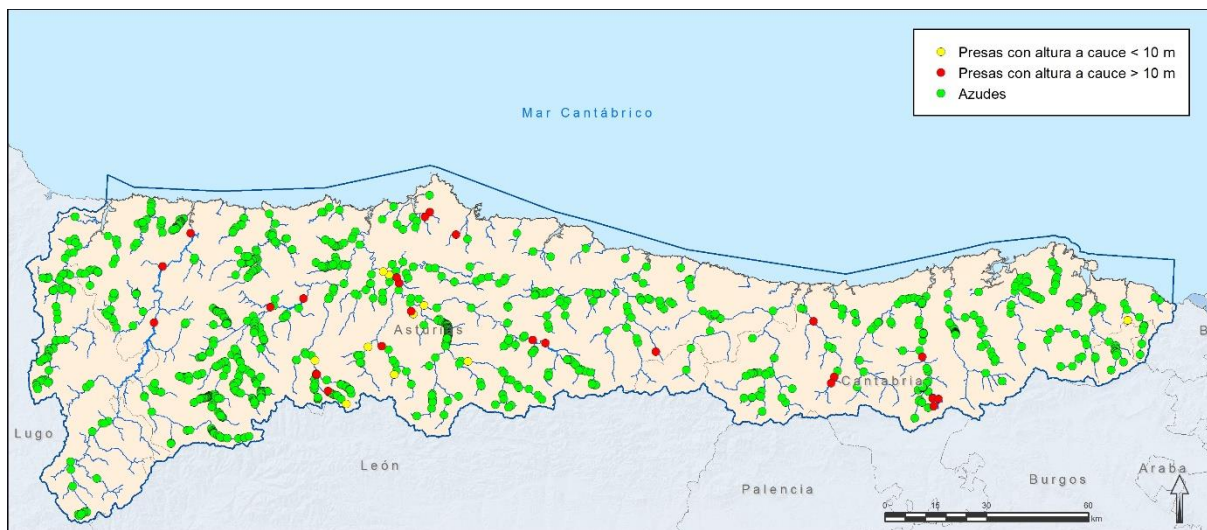 Presas con altura a cauce < 10 m
Presas con altura a cauce > 10 m
Azudes
Mar Cantábrico
Asturias
Cantabria
Lugo
León
Palencia
Burgos
Araba
B
0 15 30 60
km